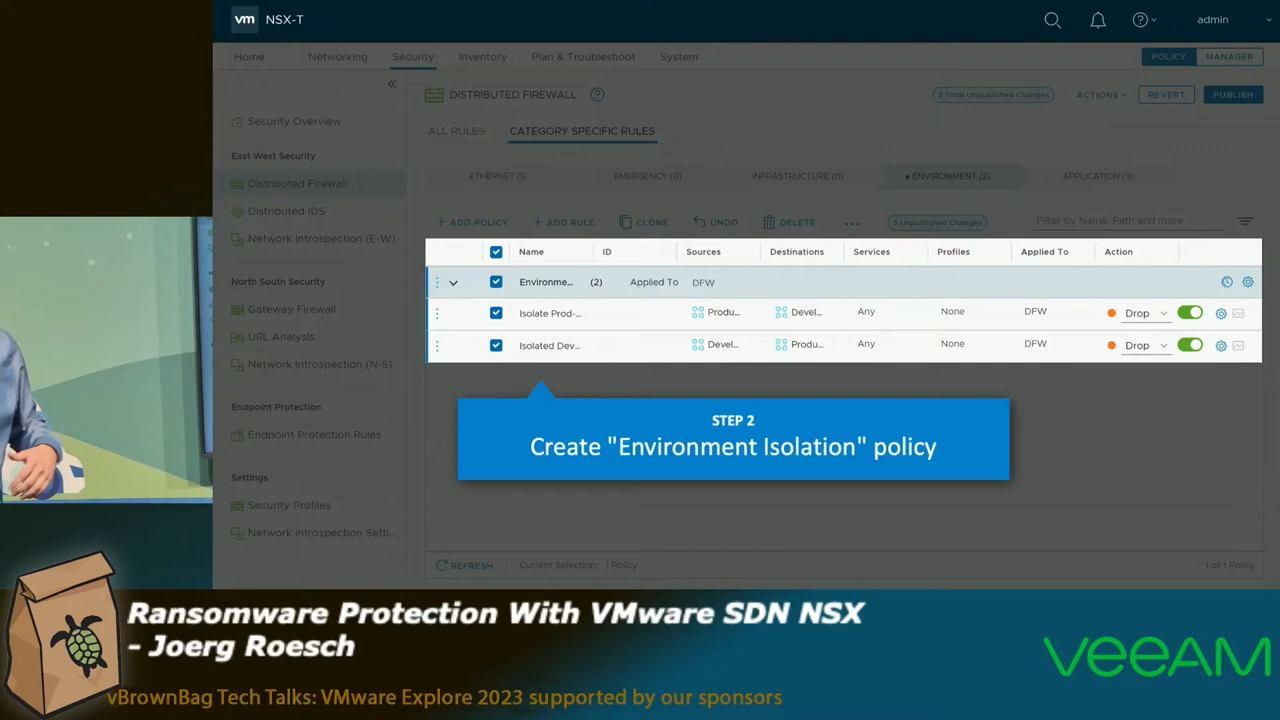 vm NSX-T
admin
Home Networking Security Inventory Plan & Troubleshoot System POLICY MANAGER
DISTRIBUTED FIREWALL 3 Total Unpublished Changes ACTIONS REVERT PUBLISH
ALL RULES CATEGORY SPECIFIC RULES
ETHERNET (1) EMERGENCY (0) INFRASTRUCTURE (0) ENVIRONMENT (2) APPLICATION (3)
+ ADD POLICY + ADD RULE CLONE UNDO DELETE ... 3 Unpublished Changes Filter by Name, Path and more
Security Overview
East West Security
Distributed Firewall
Distributed IDS
Network Introspection (E-W)
North South Security
Gateway Firewall
URL Analysis
Network Introspection (N-S)
Endpoint Protection
Endpoint Protection Rules
Settings
Security Profiles
Network Introspection Setti...
Name ID Sources Destinations Services Profiles Applied To Action
Environme... (2) Applied To DFW
Isolate Prod-... Produ... Devel... Any None DFW Drop
Isolated Dev... Devel... Produ... Any None DFW Drop
STEP 2
Create "Environment Isolation" policy
REFRESH Current Selection: 1 Policy 1 of 1 Policy
Ransomware Protection With VMware SDN NSX
- Joerg Roesch
veeAM
vBrownBag Tech Talks: VMware Explore 2023 supported by our sponsors